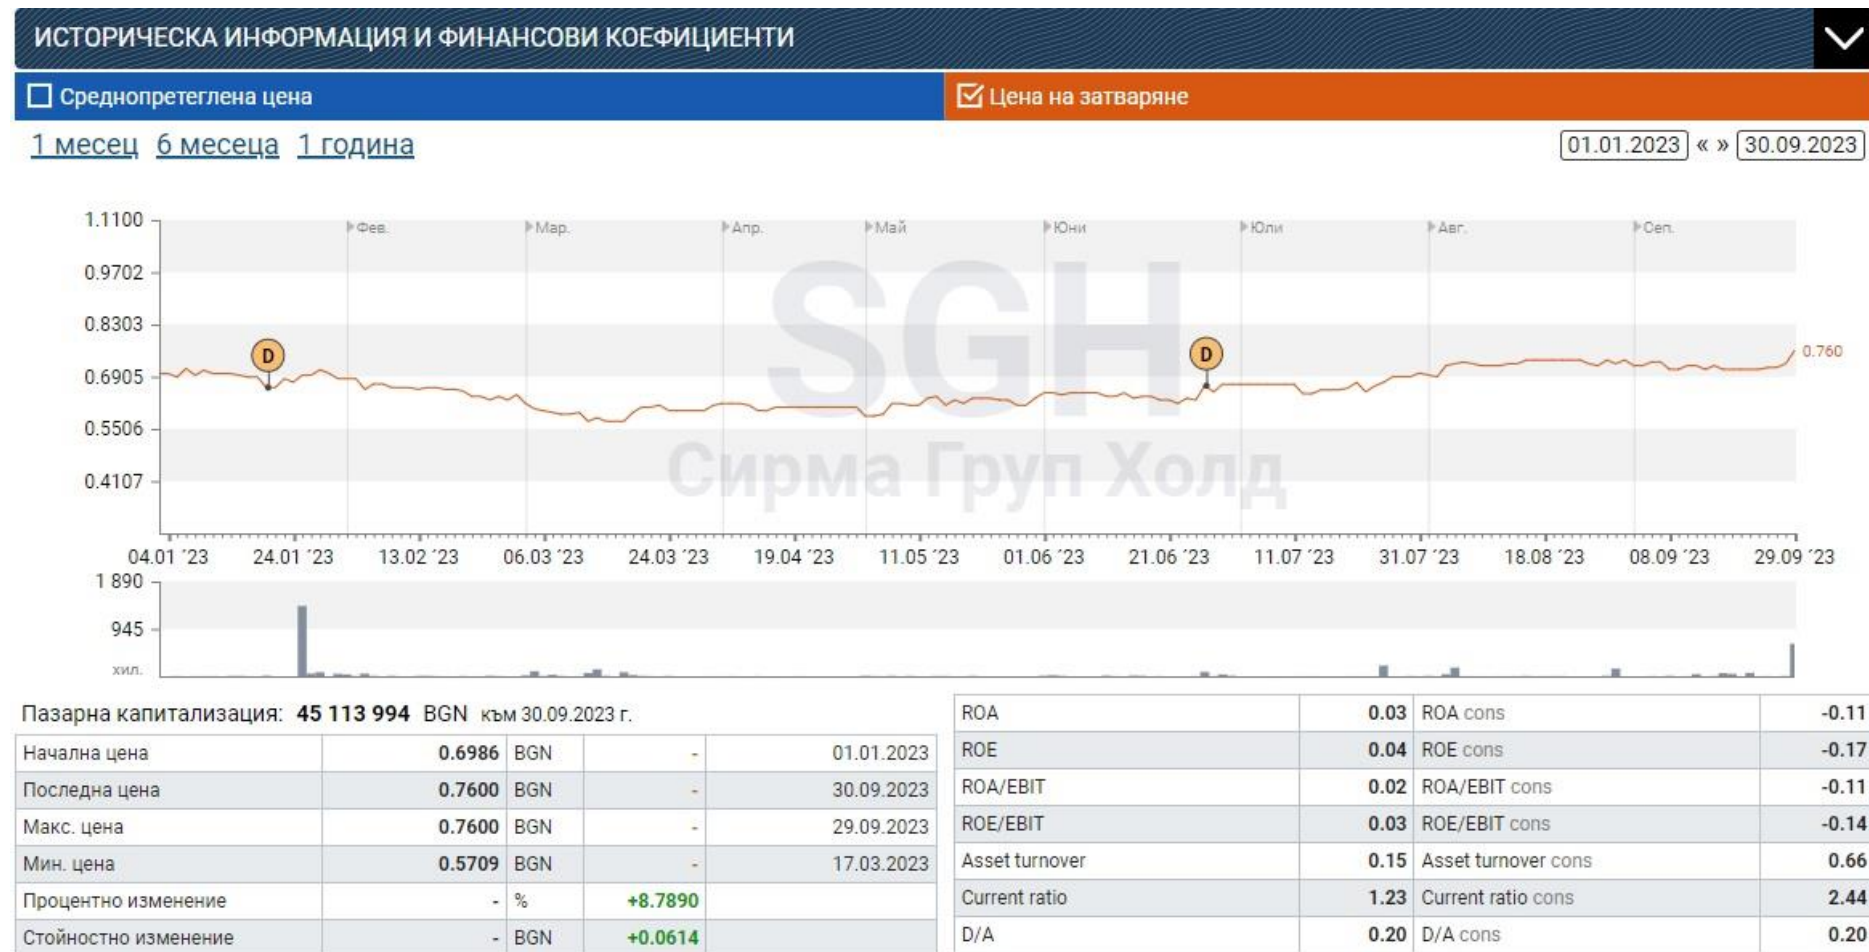 ИСТОРИЧЕСКА ИНФОРМАЦИЯ И ФИНАНСОВИ КОЕФИЦИЕНТИ
Среднопретеглена цена
Цена на затваряне
1 месец 6 месеца 1 година
01.01.2023 « » 30.09.2023
1.1100
0.9702
0.8303
0.6905
0.5506
0.4107
Фев. Мар. Апр. Май Юни Юли Авг. Сеп.
SGH
Сирма Груп Холд
D
D
0.760
04.01 '23 24.01 '23 13.02 '23 06.03 '23 24.03 '23 19.04 '23 11.05 '23 01.06 '23 21.06 '23 11.07 '23 31.07 '23 18.08 '23 08.09 '23 29.09 '23
1 890
945
хил.
Пазарна капитализация: 45 113 994 BGN към 30.09.2023 г.
Начална цена 0.6986 BGN - 01.01.2023
Последна цена 0.7600 BGN - 30.09.2023
Макс. цена 0.7600 BGN - 29.09.2023
Мин. цена 0.5709 BGN - 17.03.2023
Процентно изменение - % +8.7890
Стойностно изменение - BGN +0.0614
ROA 0.03 ROA cons -0.11
ROE 0.04 ROE cons -0.17
ROA/EBIT 0.02 ROA/EBIT cons -0.11
ROE/EBIT 0.03 ROE/EBIT cons -0.14
Asset turnover 0.15 Asset turnover cons 0.66
Current ratio 1.23 Current ratio cons 2.44
D/A 0.20 D/A cons 0.20